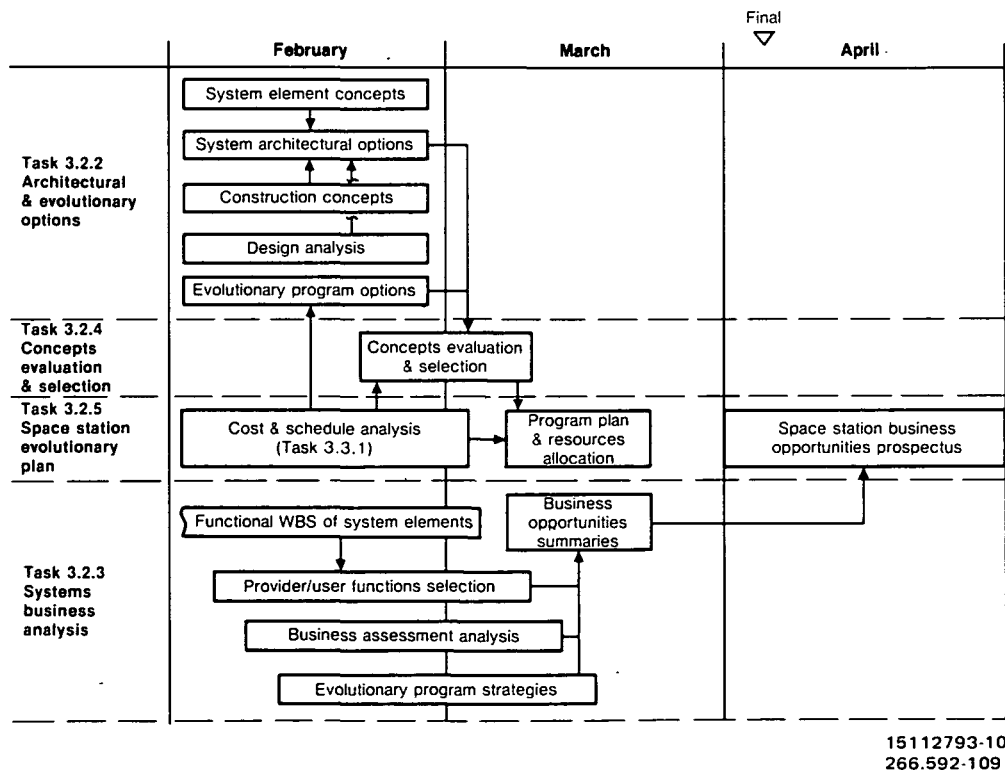 Final
February
March
April
Task 3.2.2
Architectural
& evolutionary
options
System element concepts
System architectural options
Construction concepts
Design analysis
Evolutionary program options
Task 3.2.4
Concepts
evaluation
& selection
Concepts evaluation
& selection
Task 3.2.5
Space station
evolutionary
plan
Cost & schedule analysis
(Task 3.3.1)
Program plan
& resources
allocation
Space station business
opportunities prospectus
Task 3.2.3
Systems
business
analysis
Functional WBS of system elements
Business
opportunities
summaries
Provider/user functions selection
Business assessment analysis
Evolutionary program strategies
15112793-10
266.592-109